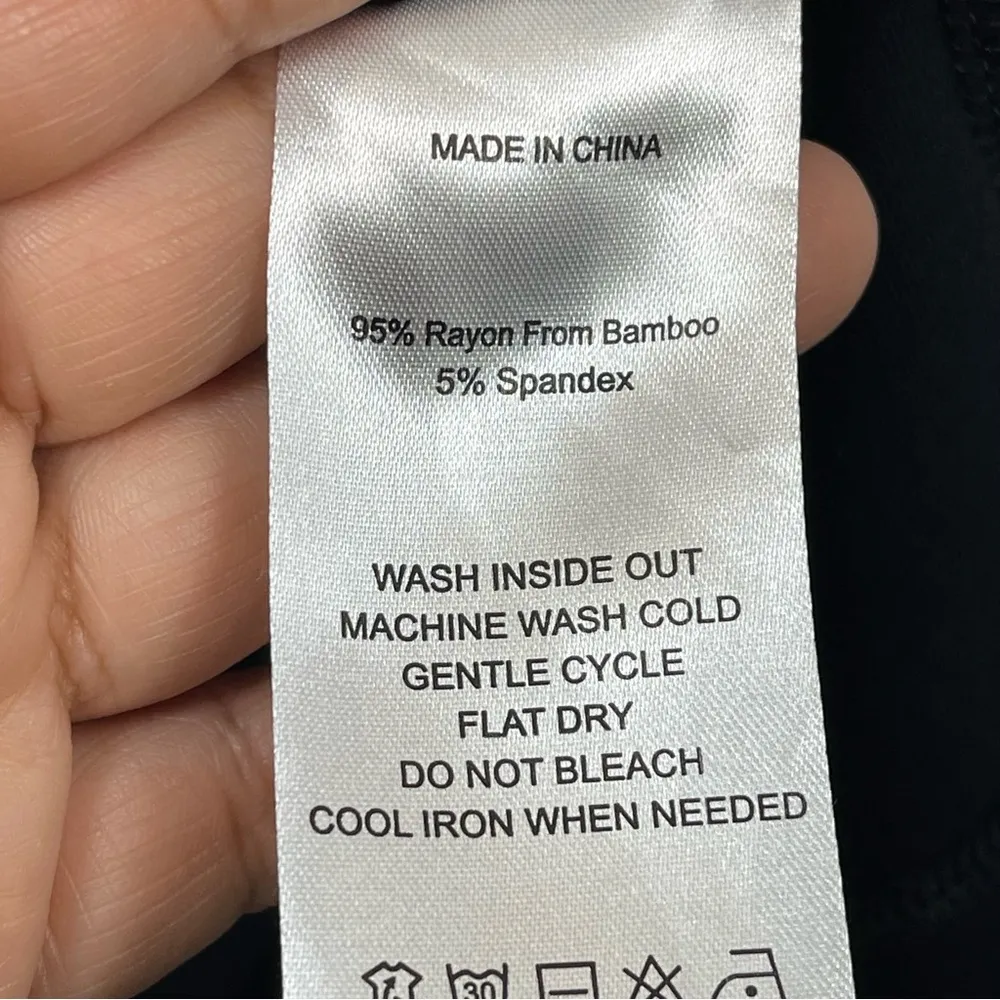 MADE IN CHINA
95% Rayon From Bamboo
5% Spandex
WASH INSIDE OUT
MACHINE WASH COLD
GENTLE CYCLE
FLAT DRY
DO NOT BLEACH
COOL IRON WHEN NEEDED
30